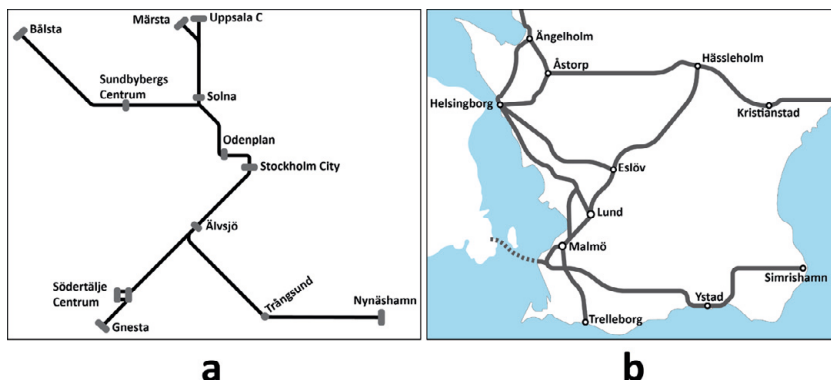 Bålsta
Märsta
Uppsala C
Sundbybergs
Centrum
Solna
Odenplan
Stockholm City
Älvsjö
Södertälje
Centrum
Gnesta
Trångsund
Nynäshamn
a
Ängelholm
Åstorp
Hässleholm
Helsingborg
Kristianstad
Eslöv
Lund
Malmö
Simrishamn
Ystad
Trelleborg
b